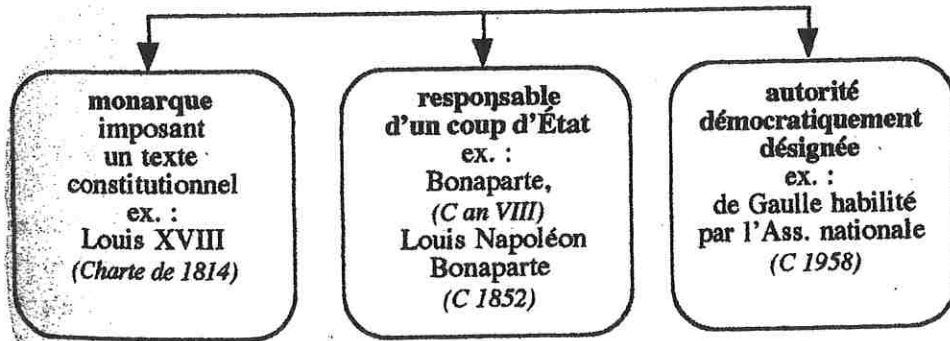 monarque
imposant
un texte
constitutionnel
ex. :
Louis XVIII
(Charte de 1814)
responsable
d'un coup d'État
ex. :
Bonaparte,
(C an VIII)
Louis Napoléon
Bonaparte
(C 1852)
autorité
démocratiquement
désignée
ex. :
de Gaulle habilité
par l'Ass. nationale
(C 1958)